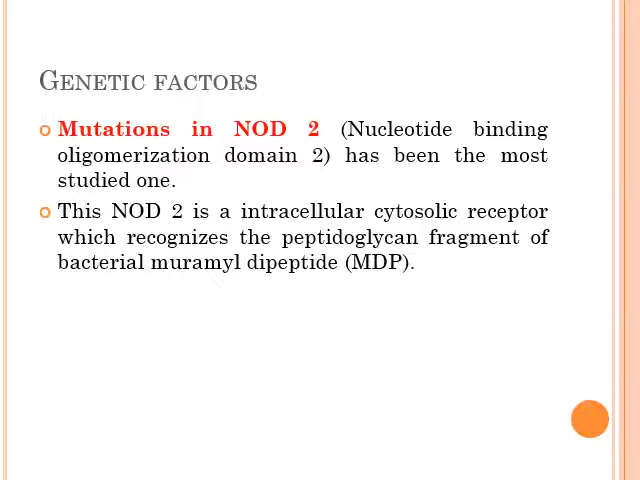 GENETIC FACTORS
Mutations in NOD 2 (Nucleotide binding
oligomerization domain 2) has been the most
studied one.
This NOD 2 is a intracellular cytosolic receptor
which recognizes the peptidoglycan fragment of
bacterial muramyl dipeptide (MDP).